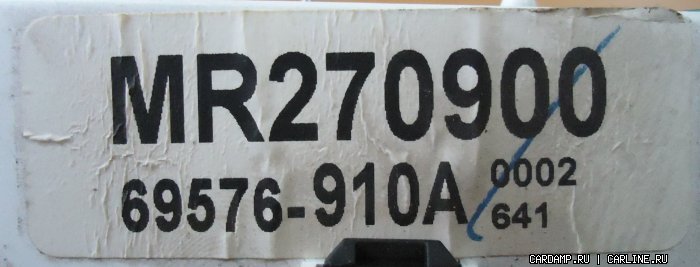 MR270900
69576-910A 0002
641
CARDAMP.RU | CARLINE.RU